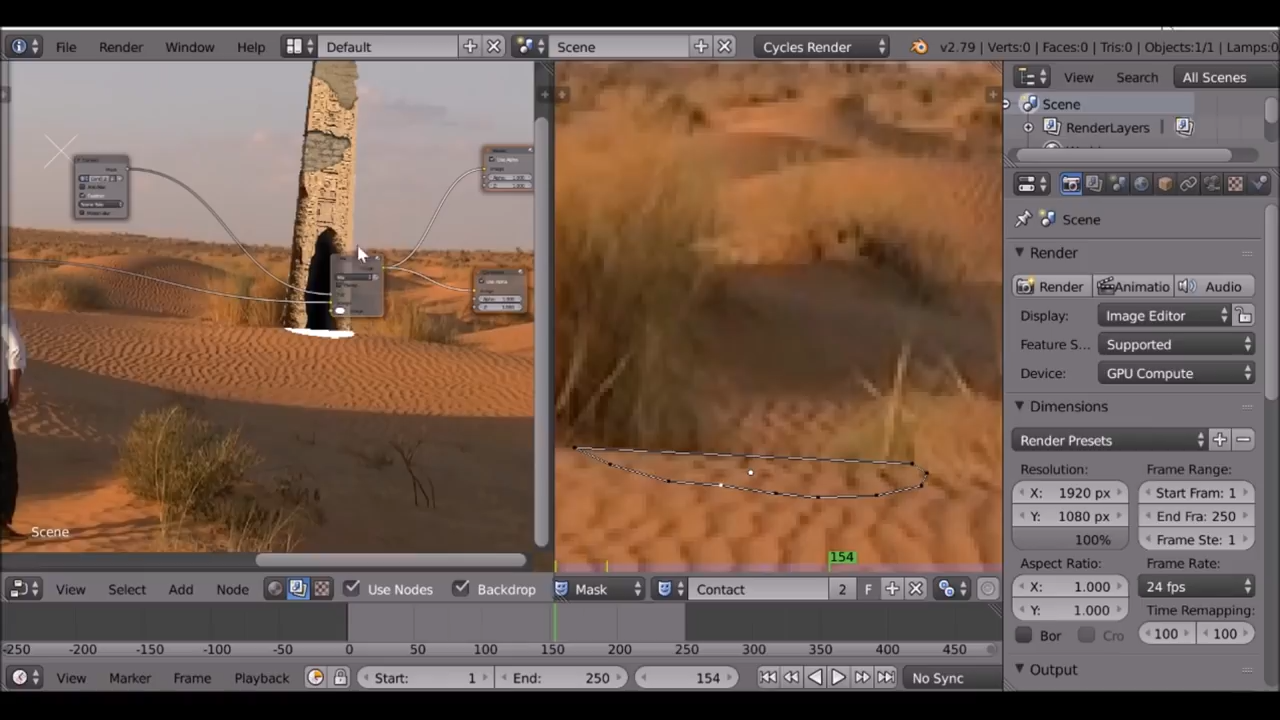 File Render Window Help Default Scene Cycles Render v2.79 | Verts:0 | Faces:0 | Tris:0 | Objects:1/1 | Lamps:0
View Search All Scenes
Scene
RenderLayers
Scene
Render
Render Animatio Audio
Display: Image Editor
Feature S... Supported
Device: GPU Compute
Dimensions
Render Presets
Resolution: Frame Range:
X: 1920 px Start Fram: 1
Y: 1080 px End Fra: 250
100% Frame Ste: 1
Aspect Ratio: Frame Rate:
X: 1.000 24 fps
Y: 1.000 Time Remapping:
Bor Cro 100 100
Output
Scene
154
View Select Add Node Use Nodes Backdrop Mask Contact 2 F
-250 -200 -150 -100 -50 0 50 100 150 200 250 300 350 400 450
View Marker Frame Playback Start: 1 End: 250 154 No Sync